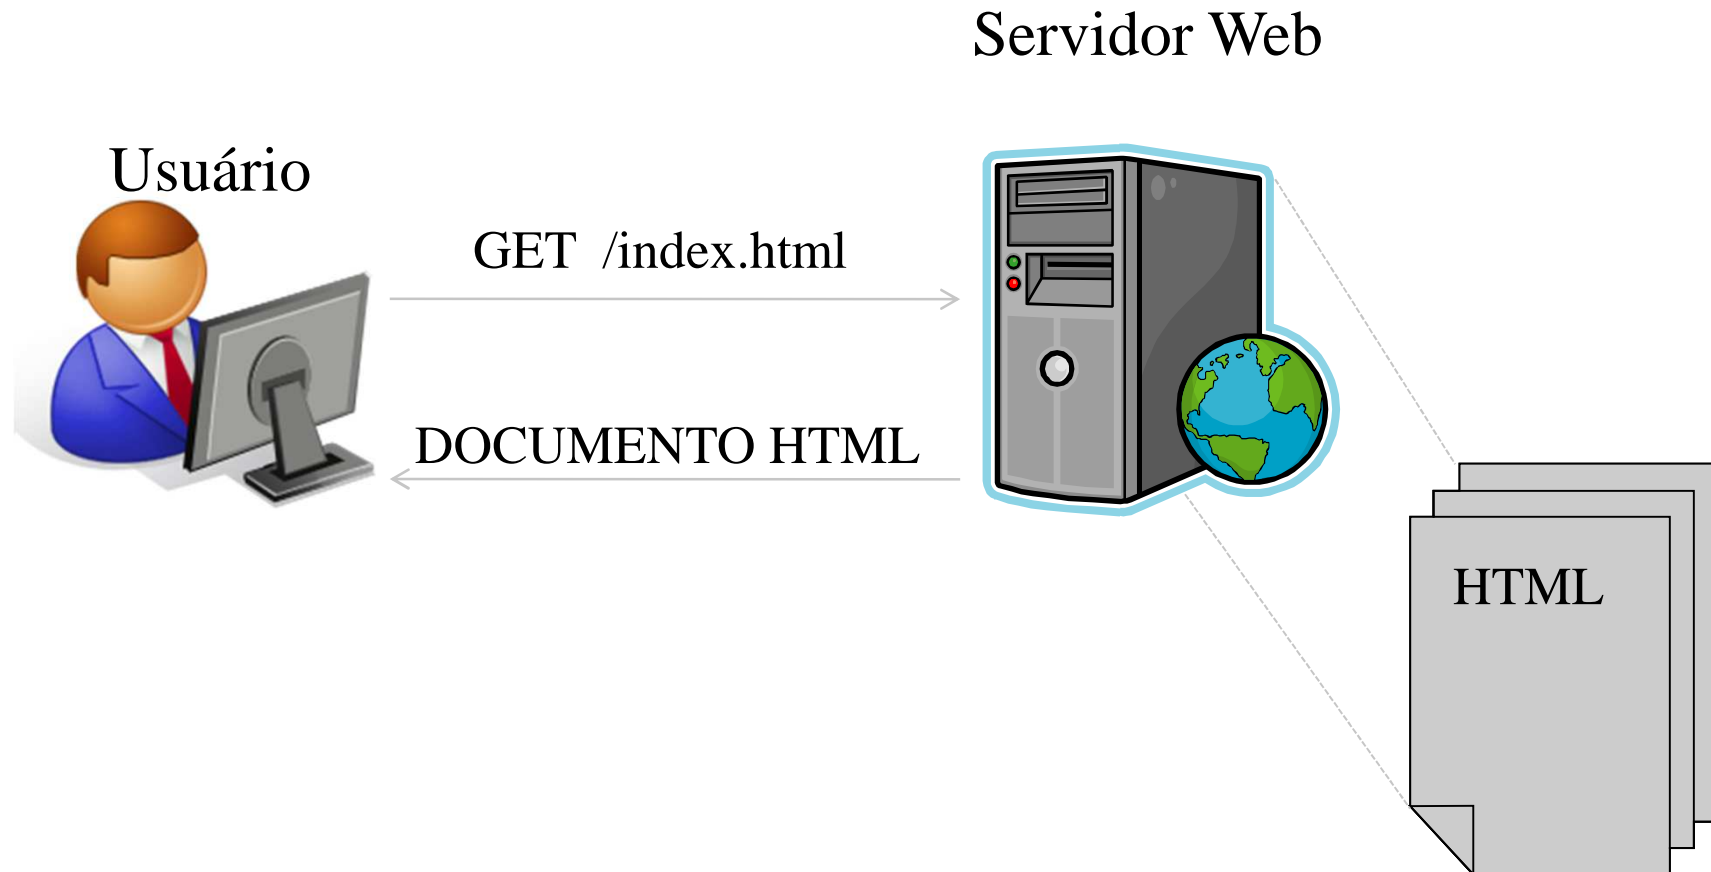 Servidor Web
Usuário
GET /index.html
DOCUMENTO HTML
HTML